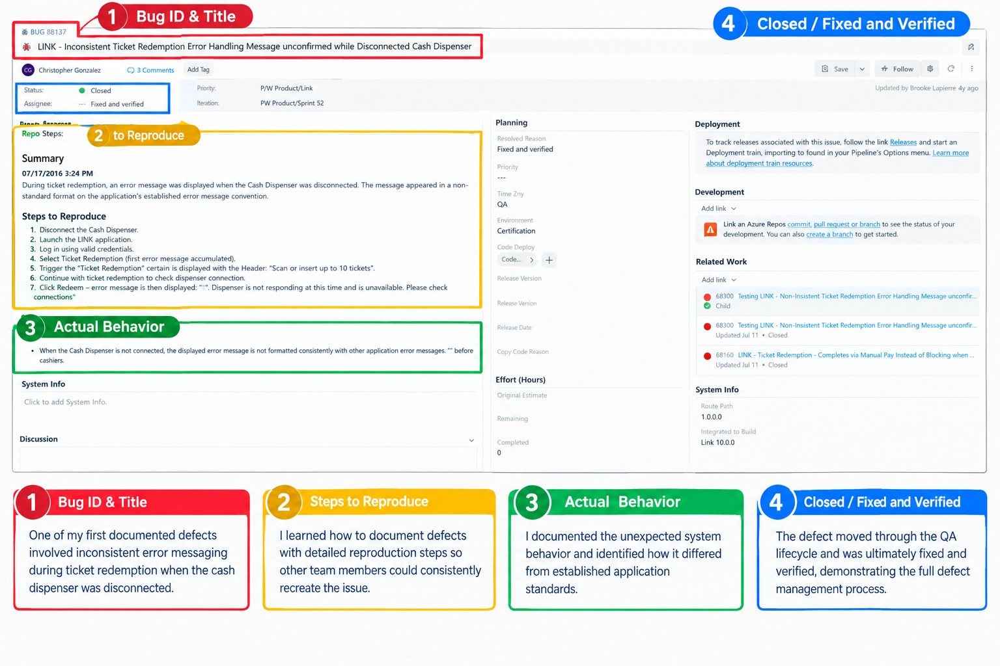 1 Bug ID & Title
4 Closed / Fixed and Verified
BUG 88137
LINK - Inconsistent Ticket Redemption Error Handling Message unconfirmed while Disconnected Cash Dispenser
CG Christopher Gonzalez 3 Comments Add Tag
Save Follow
Status: Closed
Assignee: --- Fixed and verified
Priority: P/W Product/Link
Iteration: PW Product/Sprint 52
Updated by Brooke Lapierre 4y ago
Repo Steps:
2 to Reproduce
Summary
07/17/2016 3:24 PM
During ticket redemption, an error message was displayed when the Cash Dispenser was disconnected. The message appeared in a non-
standard format on the application's established error message convention.
Steps to Reproduce
1. Disconnect the Cash Dispenser.
2. Launch the LINK application.
3. Log in using valid credentials.
4. Select Ticket Redemption (first error message accumulated).
5. Trigger the "Ticket Redemption" certain is displayed with the Header: "Scan or insert up to 10 tickets".
6. Continue with ticket redemption to check dispenser connection.
7. Click Redeem – error message is then displayed: "". Dispenser is not responding at this time and is unavailable. Please check
connections"
3 Actual Behavior
• When the Cash Dispenser is not connected, the displayed error message is not formatted consistently with other application error messages. "" before
cashiers.
System Info
Click to add System Info.
Discussion
Planning
Resolved Reason
Fixed and verified
Priority
---
Time Zny
QA
Environment
Certification
Code Deploy
Code...
Release Version
Release Version
Release Date
Copy Code Reason
Effort (Hours)
Original Estimate
Remaining
Completed
0
Deployment
To track releases associated with this issue, follow the link Releases and start an
Deployment train, importing to found in your Pipeline's Options menu. Learn more
about deployment train resources.
Development
Add link
Link an Azure Repos commit, pull request or branch to see the status of your
development. You can also create a branch to get started.
Related Work
Add link
68300 Testing LINK - Non-Insistent Ticket Redemption Error Handling Message unconfir...
Child
68300 Testing LINK - Non-Insistent Ticket Redemption Error Handling Message unconfir...
Updated Jul 11 • Closed
68160 LINK - Ticket Redemption - Completes via Manual Pay Instead of Blocking when ...
Updated Jul 11 • Closed
System Info
Route Path
1.0.0.0
Integrated to Build
Link 10.0.0
1 Bug ID & Title
One of my first documented defects
involved inconsistent error messaging
during ticket redemption when the cash
dispenser was disconnected.
2 Steps to Reproduce
I learned how to document defects
with detailed reproduction steps so
other team members could consistently
recreate the issue.
3 Actual Behavior
I documented the unexpected system
behavior and identified how it differed
from established application
standards.
4 Closed / Fixed and Verified
The defect moved through the QA
lifecycle and was ultimately fixed and
verified, demonstrating the full defect
management process.